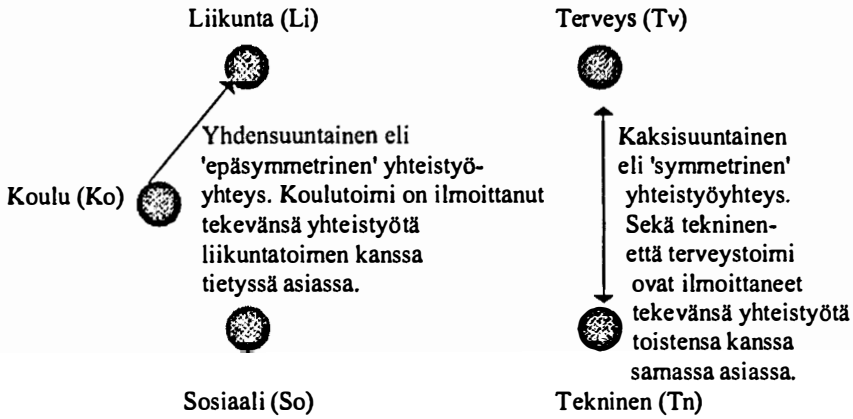 Liikunta (Li)
Terveys (Tv)
Koulu (Ko)
Yhdensuuntainen eli
'epäsymmetrinen' yhteistyö-
yhteys. Koulutoimi on ilmoittanut
tekevänsä yhteistyötä
liikuntatoimen kanssa
tietyssä asiassa.
Kaksisuuntainen
eli 'symmetrinen'
yhteistyöyhteys.
Sekä tekninen-
että terveystoimi
ovat ilmoittaneet
tekevänsä yhteistyötä
toistensa kanssa
samassa asiassa.
Sosiaali (So)
Tekninen (Tn)